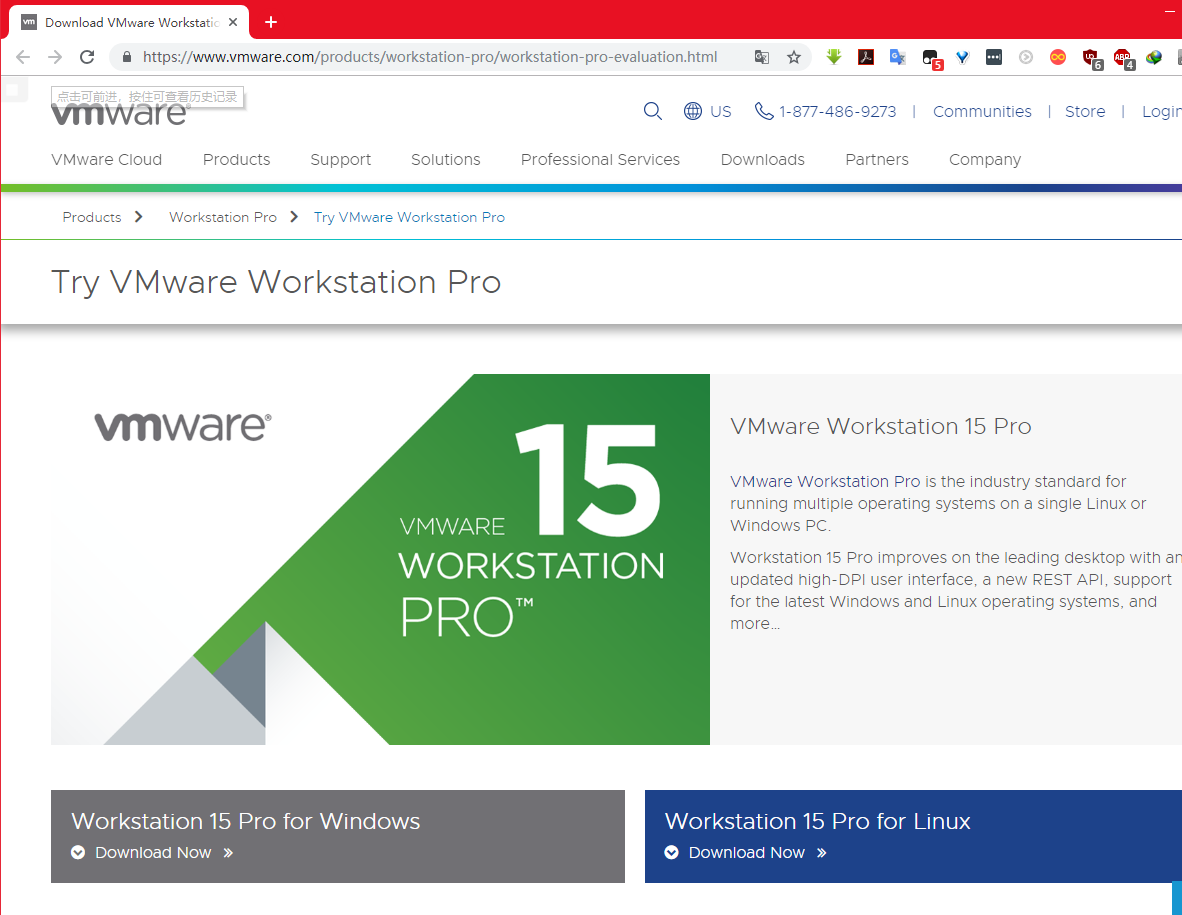 vm Download VMware Workstatic
https://www.vmware.com/products/workstation-pro/workstation-pro-evaluation.html
5
6
ABP 4
点击可前进，按住可查看历史记录
vmware
US
1-877-486-9273 | Communities | Store | Login
VMware Cloud Products Support Solutions Professional Services Downloads Partners Company
Products Workstation Pro Try VMware Workstation Pro
Try VMware Workstation Pro
vmware®
15
VMWARE
WORKSTATION
PRO™
VMware Workstation 15 Pro
VMware Workstation Pro is the industry standard for
running multiple operating systems on a single Linux or
Windows PC.
Workstation 15 Pro improves on the leading desktop with an
updated high-DPI user interface, a new REST API, support
for the latest Windows and Linux operating systems, and
more...
Workstation 15 Pro for Windows
Download Now »
Workstation 15 Pro for Linux
Download Now »